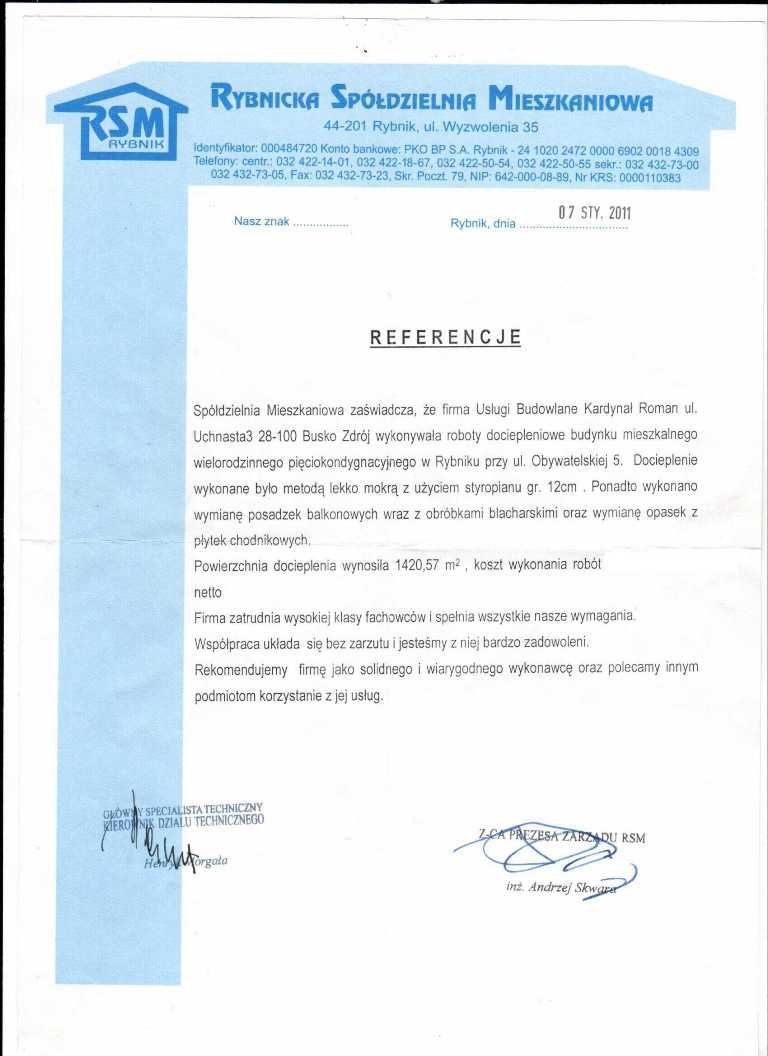 RSM
RYBNIK
RYBNICKA SPÓŁDZIELNIA MIESZKANIOWA
44-201 Rybnik, ul. Wyzwolenia 35
Identyfikator: 000484720 Konto bankowe: PKO BP S.A. Rybnik - 24 1020 2472 0000 6902 0018 4309
Telefony: centr.: 032 422-14-01, 032 422-18-67, 032 422-50-54, 032 422-50-55 sekr.: 032 432-73-00
032 432-73-05, Fax: 032 432-73-23, Skr. Poczt. 79, NIP: 642-000-08-89, Nr KRS: 0000110383
Nasz znak ................
Rybnik, dnia ............................... 07 STY. 2011
REFERENCJE
Spółdzielnia Mieszkaniowa zaświadcza, że firma Usługi Budowlane Kardynał Roman ul.
Uchnasta3 28-100 Busko Zdrój wykonywała roboty dociepleniowe budynku mieszkalnego
wielorodzinnego pięciokondygnacyjnego w Rybniku przy ul. Obywatelskiej 5. Docieplenie
wykonane było metodą lekko mokrą z użyciem styropianu gr. 12cm . Ponadto wykonano
wymianę posadzek balkonowych wraz z obróbkami blacharskimi oraz wymianę opasek z
płytek chodnikowych.
Powierzchnia docieplenia wynosiła 1420,57 m² , koszt wykonania robót
netto
Firma zatrudnia wysokiej klasy fachowców i spełnia wszystkie nasze wymagania.
Współpraca układa się bez zarzutu i jesteśmy z niej bardzo zadowoleni.
Rekomendujemy firmę jako solidnego i wiarygodnego wykonawcę oraz polecamy innym
podmiotom korzystanie z jej usług.
GŁÓWNY SPECJALISTA TECHNICZNY
KIEROWNIK DZIAŁU TECHNICZNEGO
Z-CA PREZESA ZARZĄDU RSM
inż. Andrzej Skwara